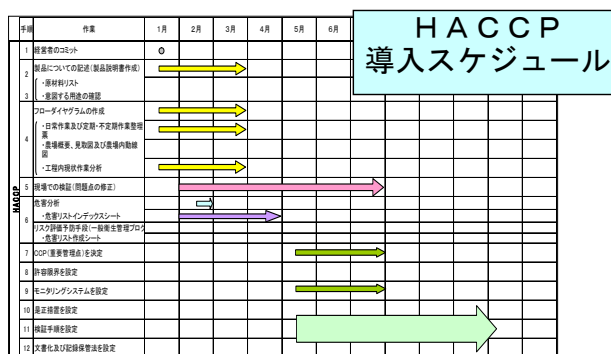 HACCP
導入スケジュール
手順 作業 1月 2月 3月 4月 5月 6月
HACCP
1 経営者のコミット
2 製品についての記述(製品説明書作成)
・原材料リスト
3 ・意図する用途の確認
フローダイヤグラムの作成
4 ・日常作業及び定期・不定期作業整理
票
・農場概要、見取図及び農場内動線
図
・工程内現状作業分析
5 現場での検証(問題点の修正)
6 危害分析
・危害リストインデックスシート
リスク評価予防手段(一般衛生管理プログ
・危害リスト作成シート
7 CCP(重要管理点)を決定
8 許容限界を設定
9 モニタリングシステムを設定
10 是正措置を設定
11 検証手順を設定
12 文書化及び記録保管法を設定